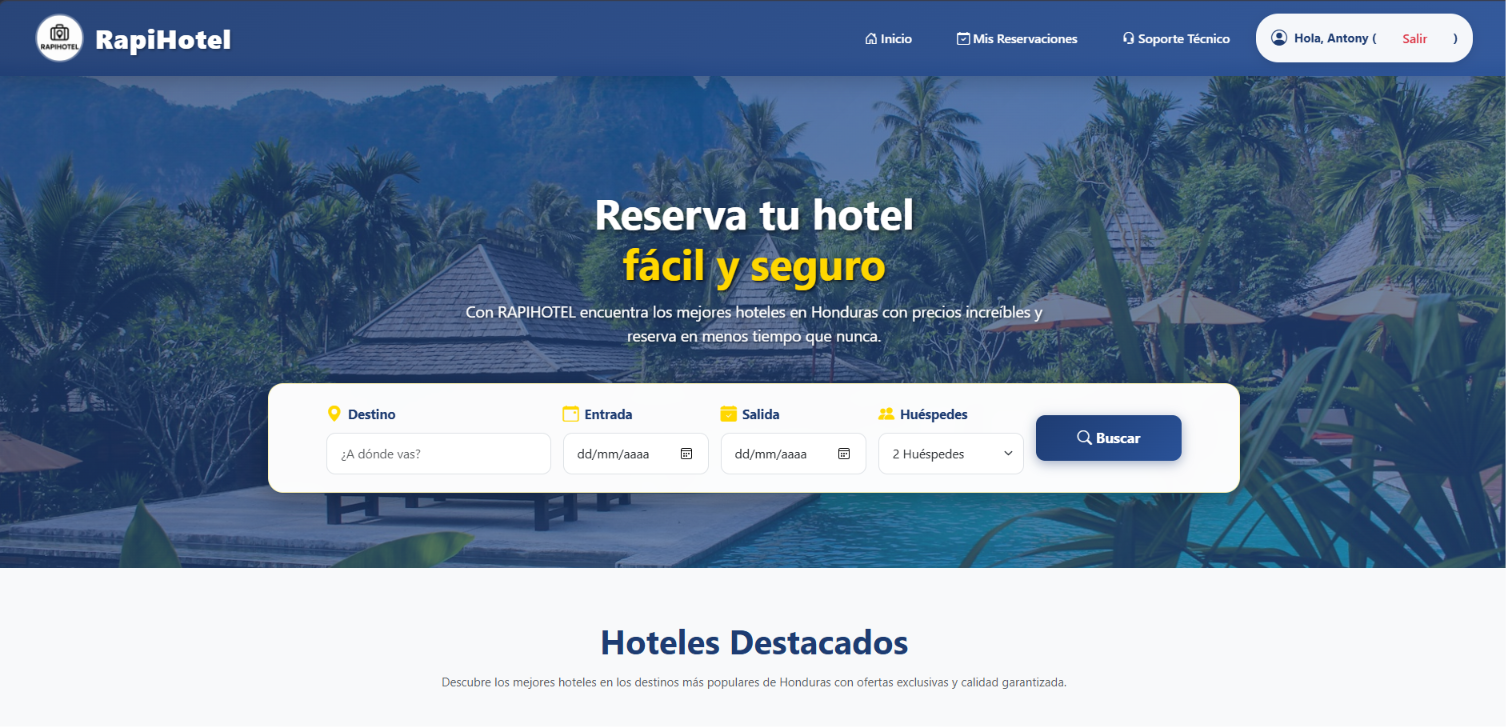 RAPIHOTEL
RapiHotel
Inicio
Mis Reservaciones
Soporte Técnico
Hola, Antony ( Salir )
Reserva tu hotel
fácil y seguro
Con RAPIHOTEL encuentra los mejores hoteles en Honduras con precios increíbles y
reserva en menos tiempo que nunca.
Destino
Entrada
Salida
Huéspedes
¿A dónde vas?
dd/mm/aaaa
dd/mm/aaaa
2 Huéspedes
Buscar
Hoteles Destacados
Descubre los mejores hoteles en los destinos más populares de Honduras con ofertas exclusivas y calidad garantizada.